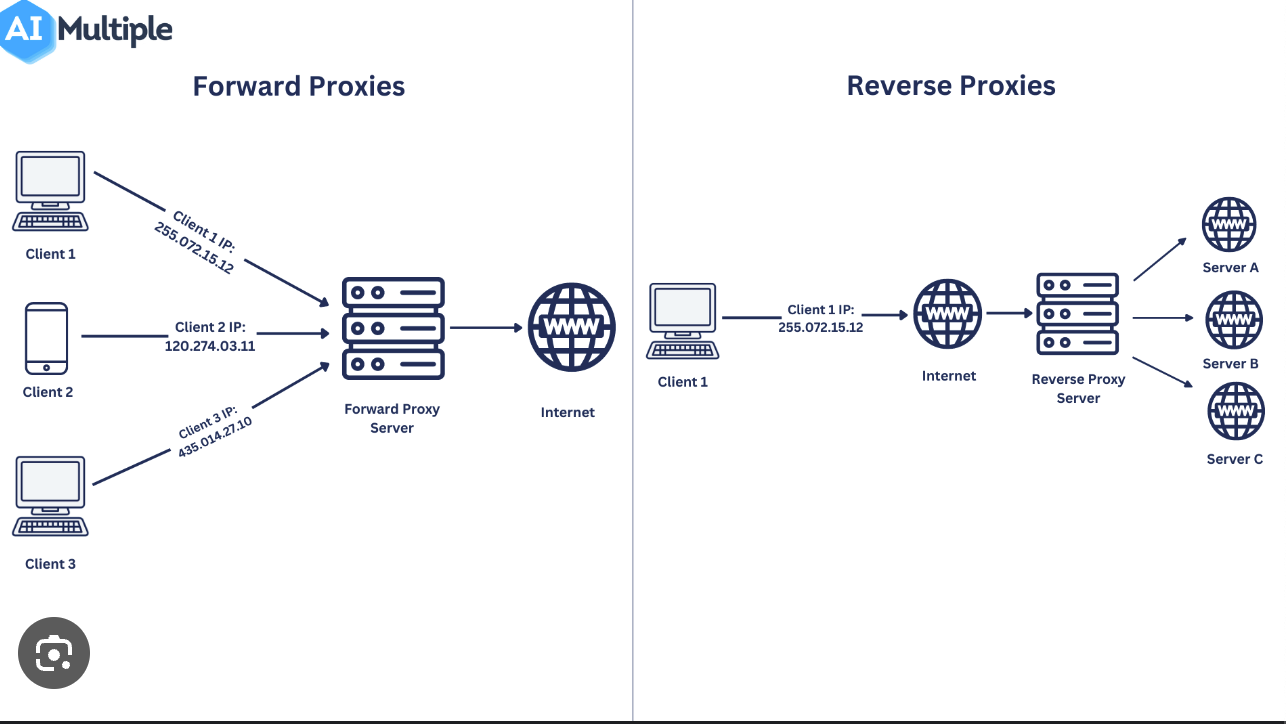 AI Multiple
Forward Proxies
Client 1
Client 1 IP:
255.072.15.12
Client 2
Client 2 IP:
120.274.03.11
Client 3
Client 3 IP:
435.014.27.10
Forward Proxy
Server
WWW
Internet
Reverse Proxies
Client 1
Client 1 IP:
255.072.15.12
WWW
Internet
Reverse Proxy
Server
WWW
Server A
WWW
Server B
WWW
Server C